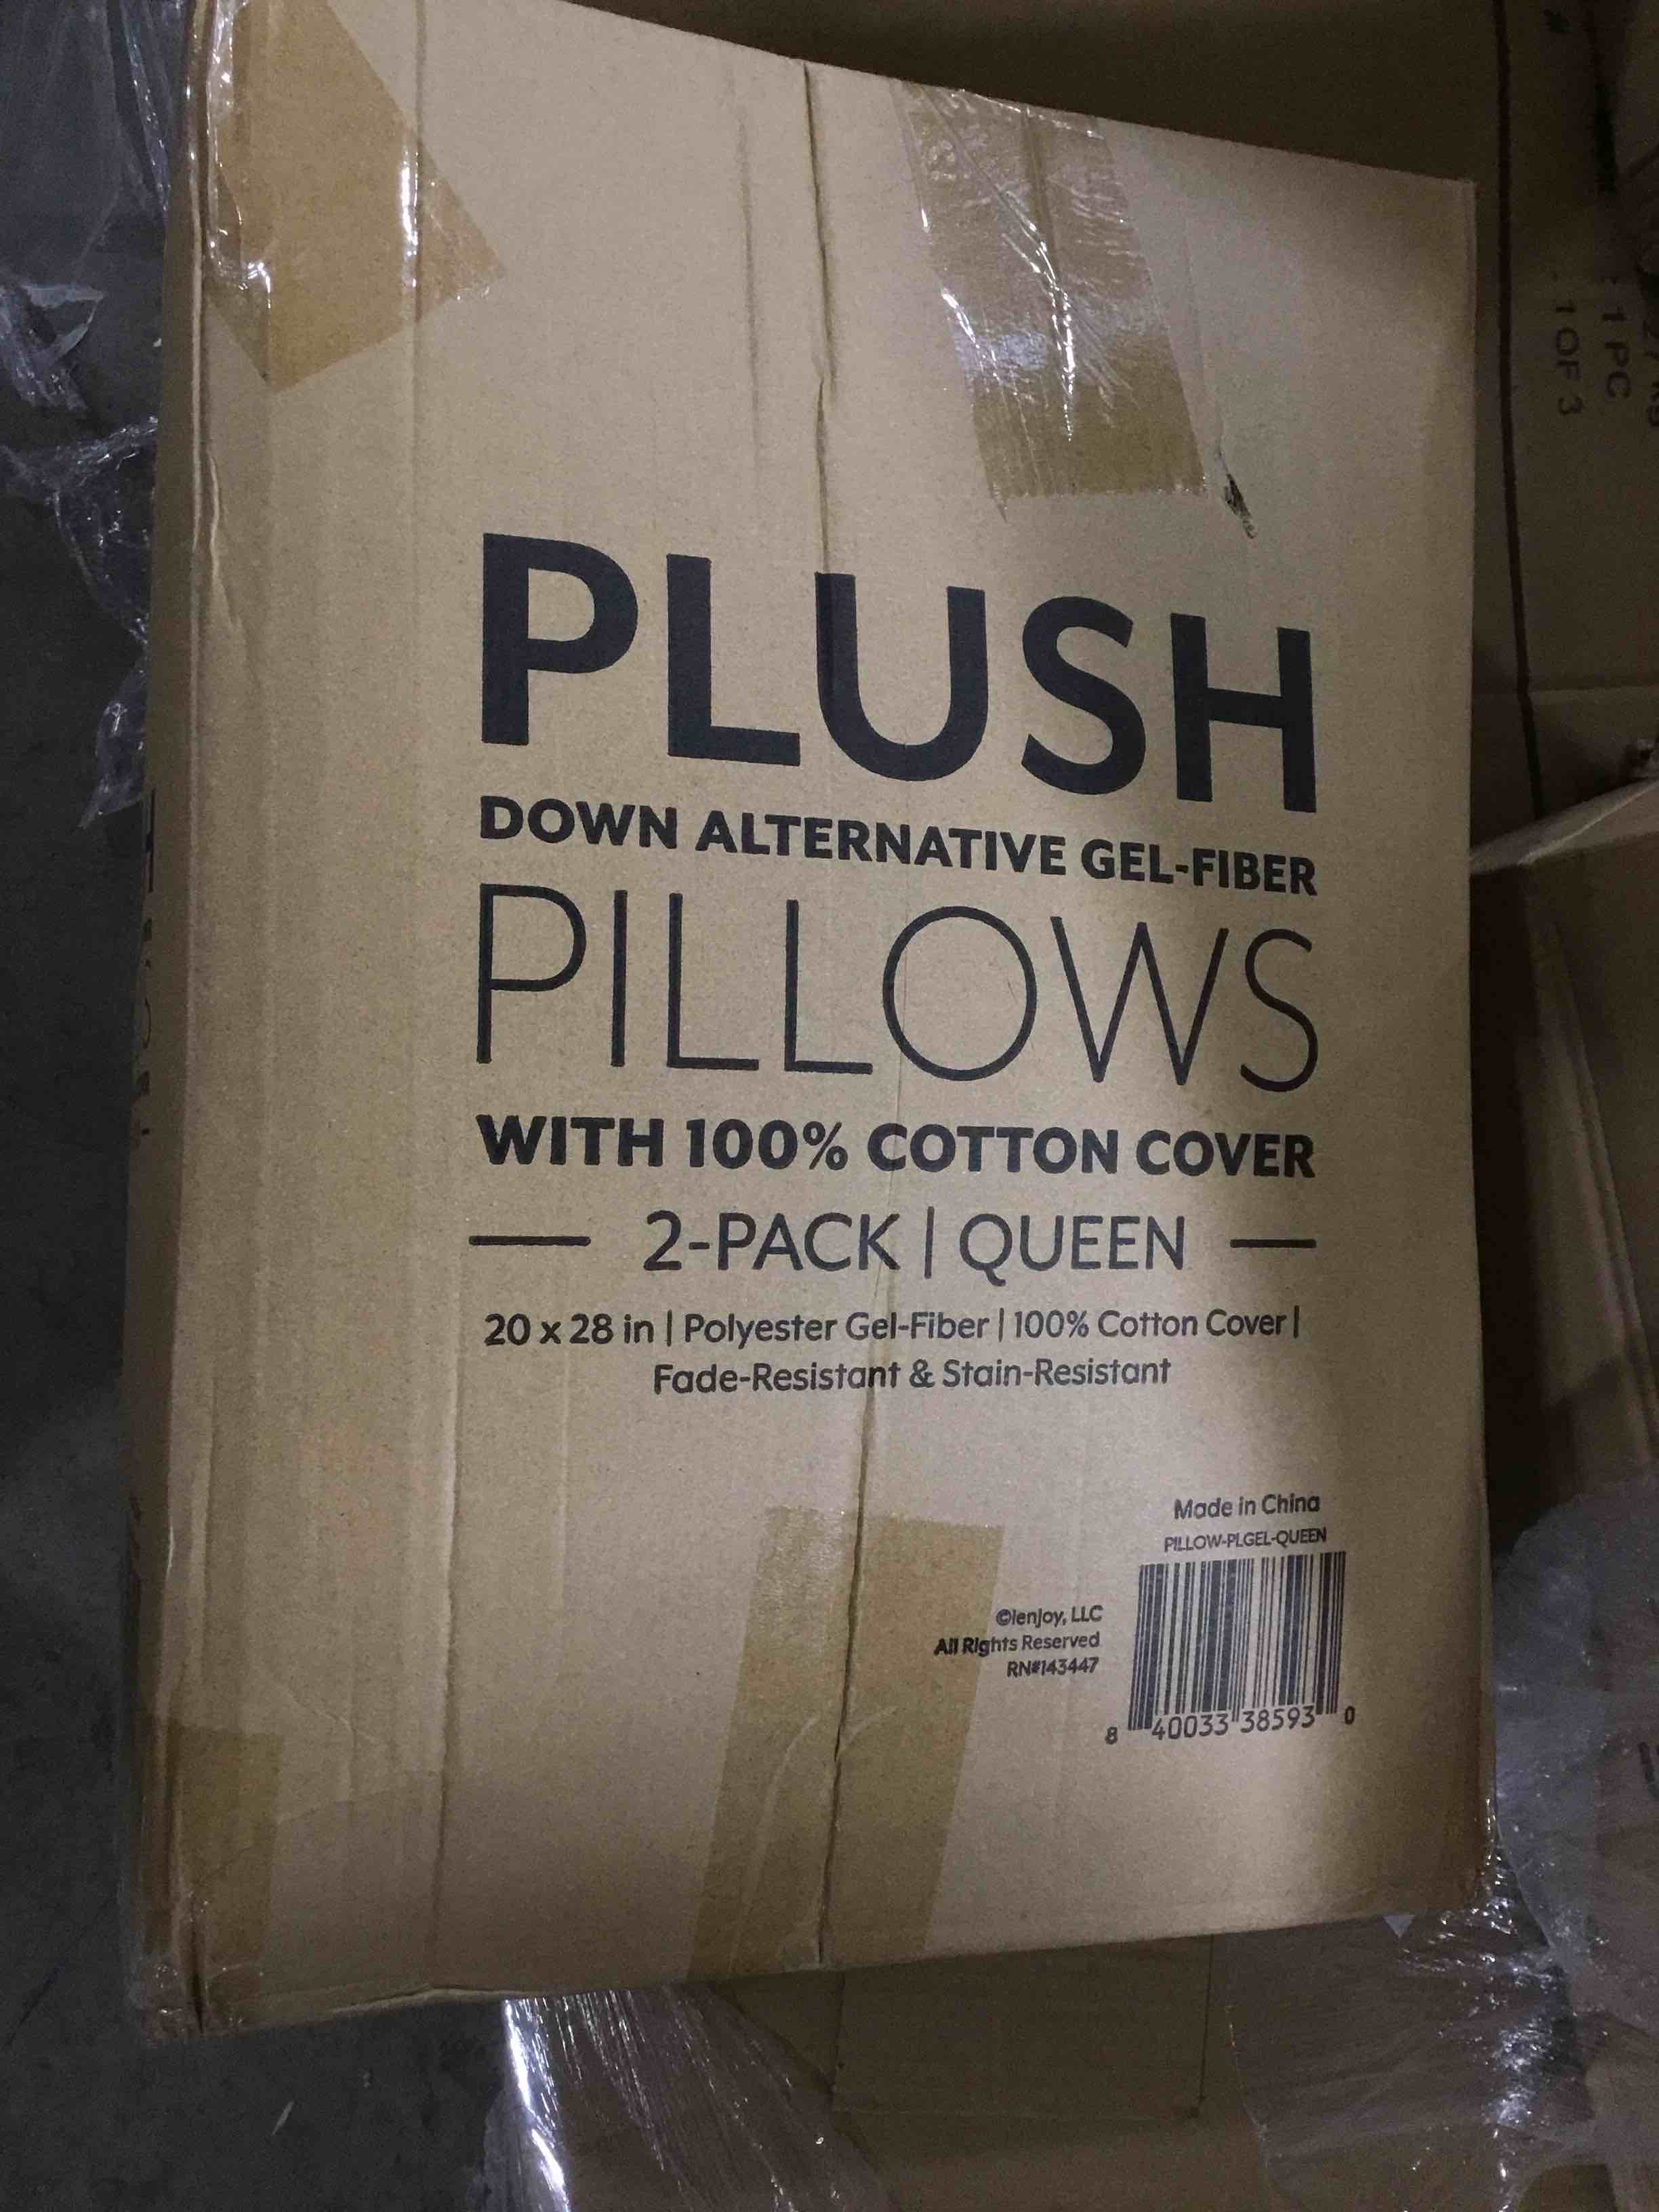 PLUSH
DOWN ALTERNATIVE GEL-FIBER
PILLOWS
WITH 100% COTTON COVER
2-PACK | QUEEN
20 x 28 in | Polyester Gel-Fiber | 100% Cotton Cover |
Fade-Resistant & Stain-Resistant
Made in China
PILLOW-PLGEL-QUEEN
©ienjoy, LLC
All Rights Reserved
RN#143447
8 40033 38593 0
: 1 PC
: 1 OF 3